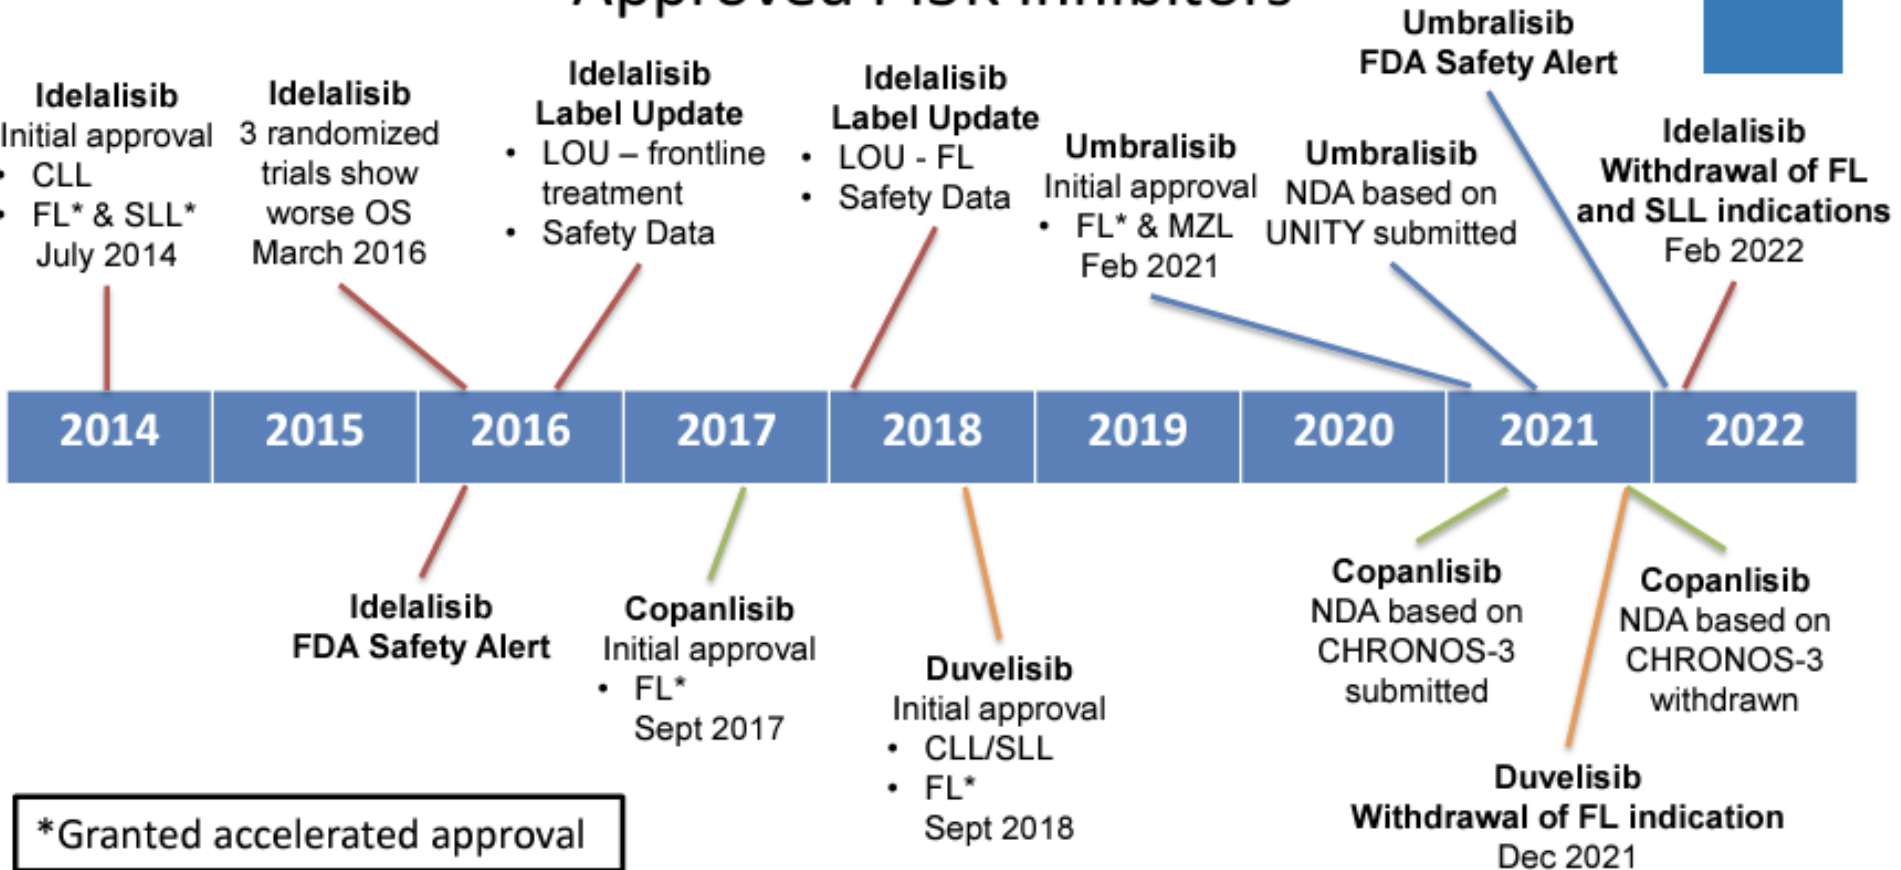 Approved PI3K Inhibitors
Idelalisib
Initial approval
• CLL
• FL* & SLL*
July 2014
Idelalisib
3 randomized
trials show
worse OS
March 2016
Idelalisib
Label Update
• LOU – frontline
treatment
• Safety Data
Idelalisib
Label Update
• LOU - FL
• Safety Data
Umbralisib
Initial approval
• FL* & MZL
Feb 2021
Umbralisib
NDA based on
UNITY submitted
Umbralisib
FDA Safety Alert
Idelalisib
Withdrawal of FL
and SLL indications
Feb 2022
2014 2015 2016 2017 2018 2019 2020 2021 2022
Idelalisib
FDA Safety Alert
Copanlisib
Initial approval
• FL*
Sept 2017
Duvelisib
Initial approval
• CLL/SLL
• FL*
Sept 2018
Copanlisib
NDA based on
CHRONOS-3
submitted
Duvelisib
Withdrawal of FL indication
Dec 2021
Copanlisib
NDA based on
CHRONOS-3
withdrawn
*Granted accelerated approval